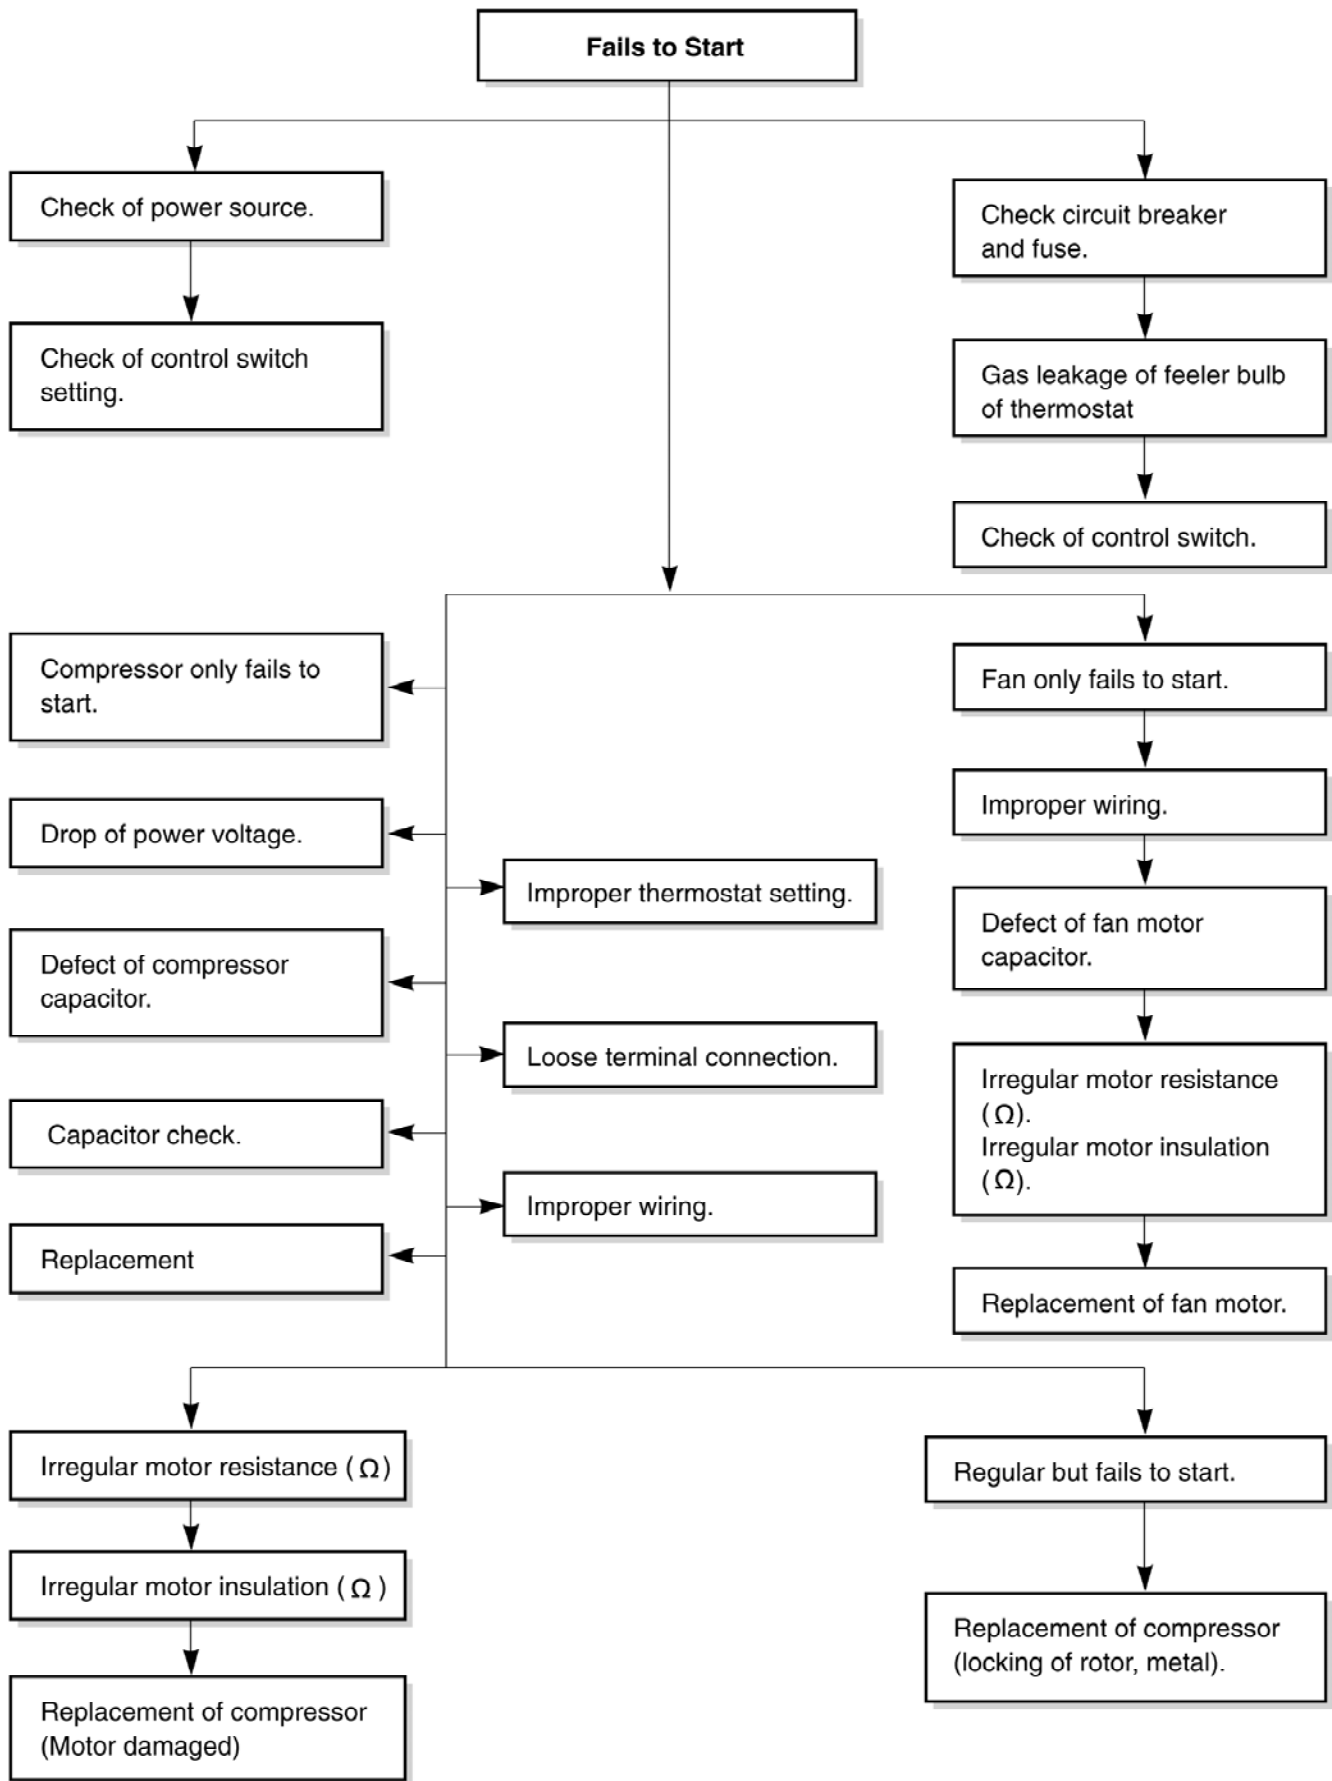 Fails to Start
Check of power source.
Check circuit breaker
and fuse.
Check of control switch
setting.
Gas leakage of feeler bulb
of thermostat
Check of control switch.
Compressor only fails to
start.
Fan only fails to start.
Drop of power voltage.
Improper wiring.
Improper thermostat setting.
Defect of compressor
capacitor.
Defect of fan motor
capacitor.
Loose terminal connection.
Irregular motor resistance
(Ω).
Irregular motor insulation
(Ω).
Capacitor check.
Improper wiring.
Replacement
Replacement of fan motor.
Irregular motor resistance (Ω)
Regular but fails to start.
Irregular motor insulation (Ω )
Replacement of compressor
(locking of rotor, metal).
Replacement of compressor
(Motor damaged)